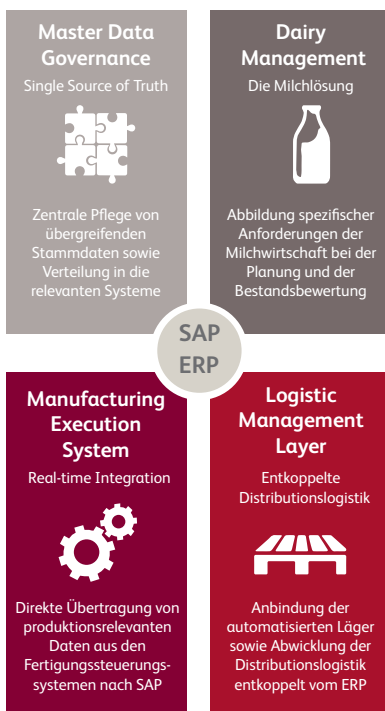 Master Data
Governance
Single Source of Truth
Zentrale Pflege von
übergreifenden
Stammdaten sowie
Verteilung in die
relevanten Systeme
Dairy
Management
Die Milchlösung
Abbildung spezifischer
Anforderungen der
Milchwirtschaft bei der
Planung und der
Bestandsbewertung
SAP
ERP
Manufacturing
Execution
System
Real-time Integration
Direkte Übertragung von
produktionsrelevanten
Daten aus den
Fertigungssteuerungs-
systemen nach SAP
Logistic
Management
Layer
Entkoppelte
Distributionslogistik
Anbindung der
automatisierten Läger
sowie Abwicklung der
Distributionslogistik
entkoppelt vom ERP